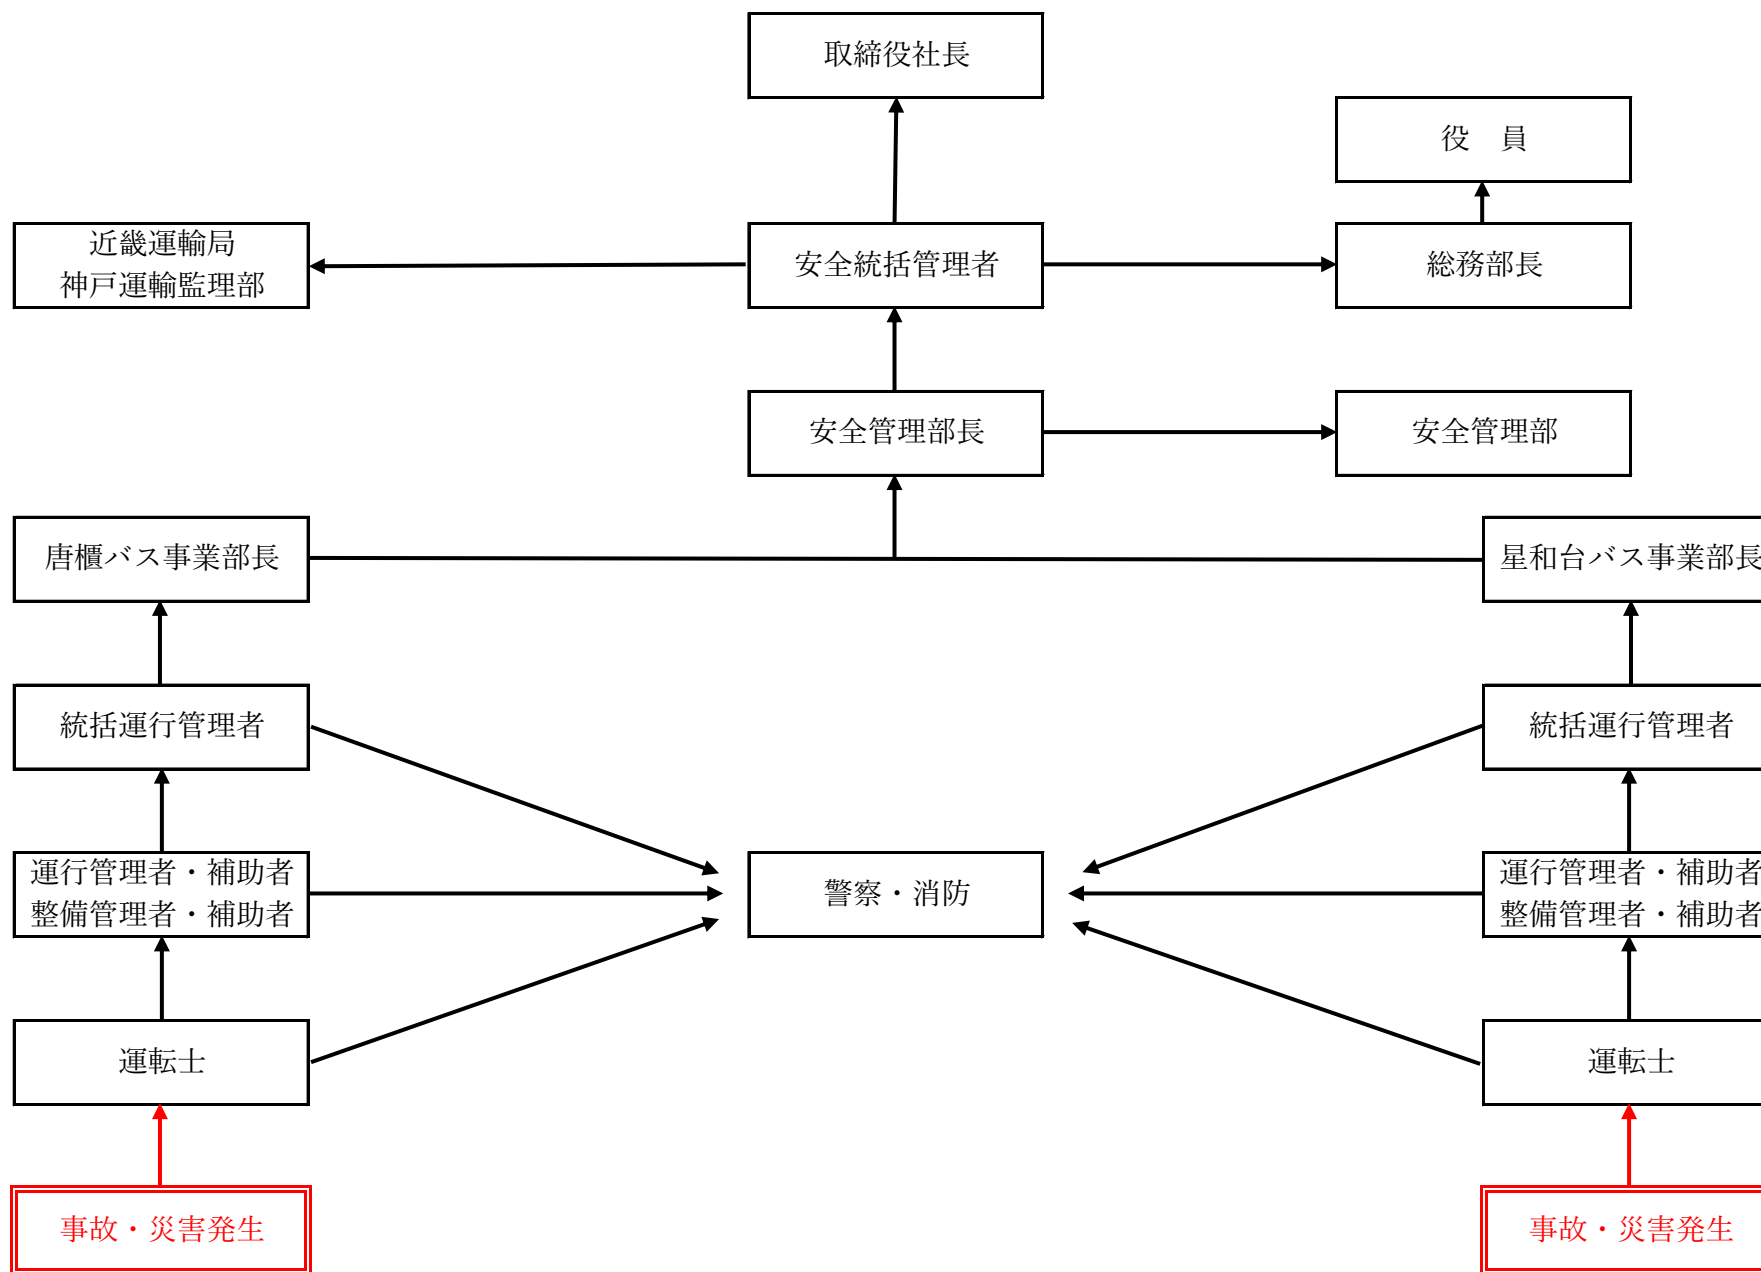 取締役社長
役　員
近畿運輸局
神戸運輸監理部
安全統括管理者
総務部長
安全管理部長
安全管理部
唐櫃バス事業部長
星和台バス事業部長
統括運行管理者
統括運行管理者
運行管理者・補助者
整備管理者・補助者
警察・消防
運行管理者・補助者
整備管理者・補助者
運転士
運転士
事故・災害発生
事故・災害発生